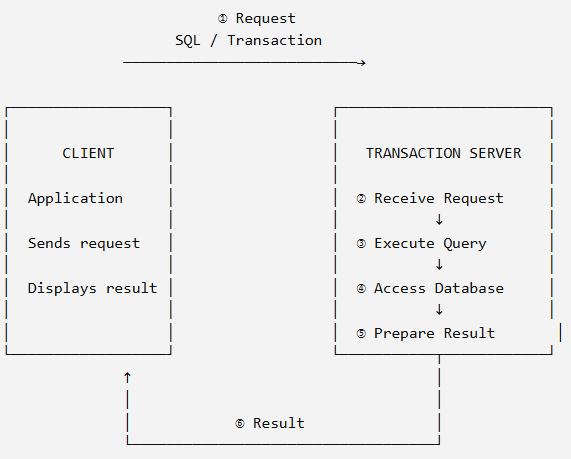 ① Request
SQL / Transaction
CLIENT
Application
Sends request
Displays result
TRANSACTION SERVER
② Receive Request
③ Execute Query
④ Access Database
⑤ Prepare Result
⑥ Result